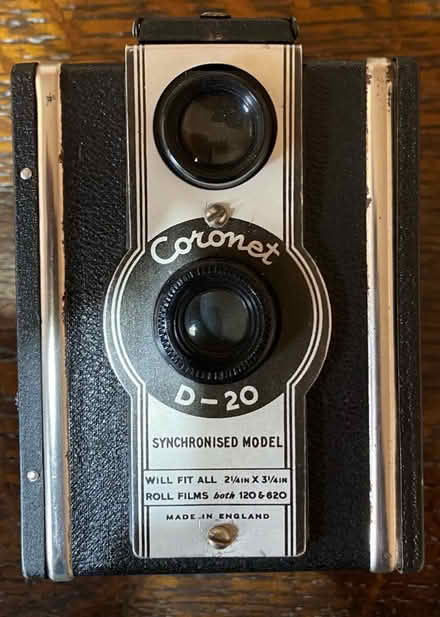 Coronet
D-20
SYNCHRONISED MODEL
WILL FIT ALL 2¼IN X 3¼IN
ROLL FILMS both 120 & 620
MADE IN ENGLAND